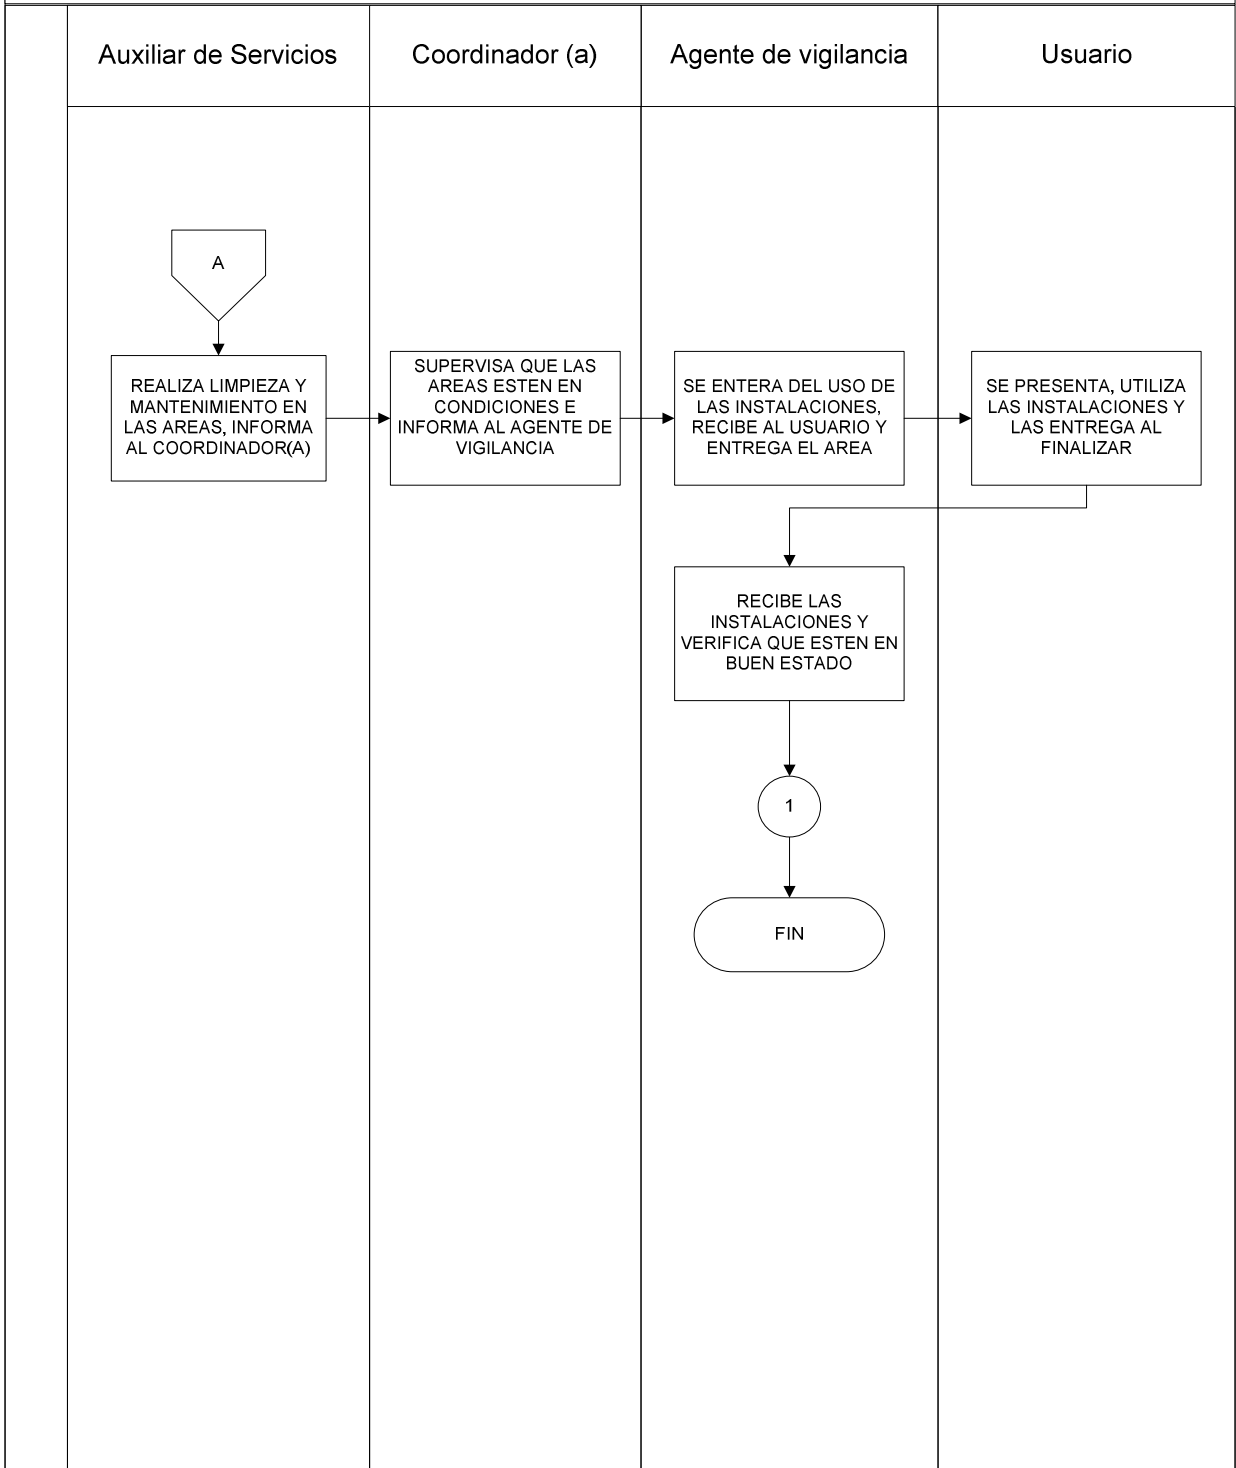 Auxiliar de Servicios
Coordinador (a)
Agente de vigilancia
Usuario
A
REALIZA LIMPIEZA Y
MANTENIMIENTO EN
LAS AREAS, INFORMA
AL COORDINADOR(A)
SUPERVISA QUE LAS
AREAS ESTEN EN
CONDICIONES E
INFORMA AL AGENTE DE
VIGILANCIA
SE ENTERA DEL USO DE
LAS INSTALACIONES,
RECIBE AL USUARIO Y
ENTREGA EL AREA
SE PRESENTA, UTILIZA
LAS INSTALACIONES Y
LAS ENTREGA AL
FINALIZAR
RECIBE LAS
INSTALACIONES Y
VERIFICA QUE ESTEN EN
BUEN ESTADO
1
FIN